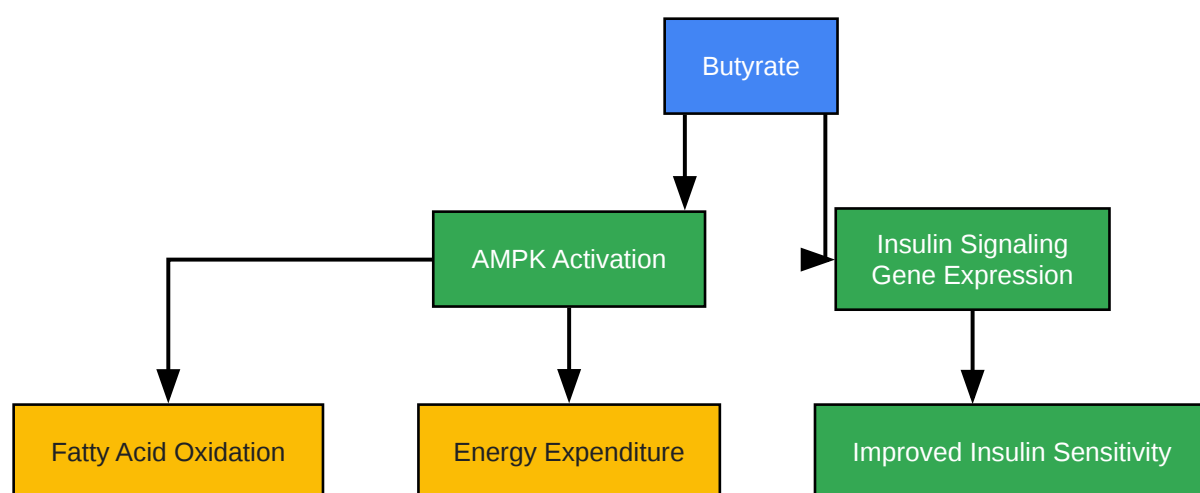 Butyrate
AMPK Activation
Insulin Signaling
Gene Expression
Fatty Acid Oxidation
Energy Expenditure
Improved Insulin Sensitivity